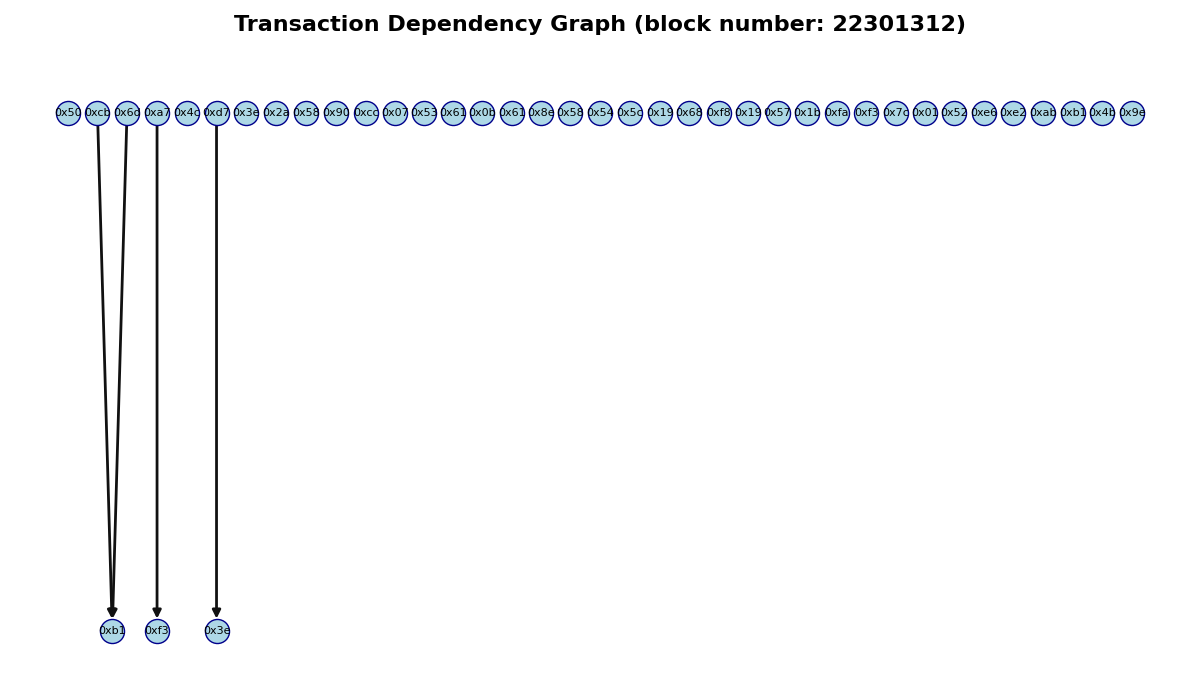 Transaction Dependency Graph (block number: 22301312)
0x50 0xcb 0x6d 0xa7 0x4c 0xd7 0x3e 0x2a 0x58 0x90 0xcc 0x07 0x53 0x61 0x0b 0x61 0x8e 0x58 0x54 0x5c 0x19 0x68 0xf8 0x19 0x57 0x1b 0xfa 0xf3 0x7c 0x01 0x52 0xe6 0xe2 0xab 0xb1 0x4b 0x9e
0xb1 0xf3 0x3e